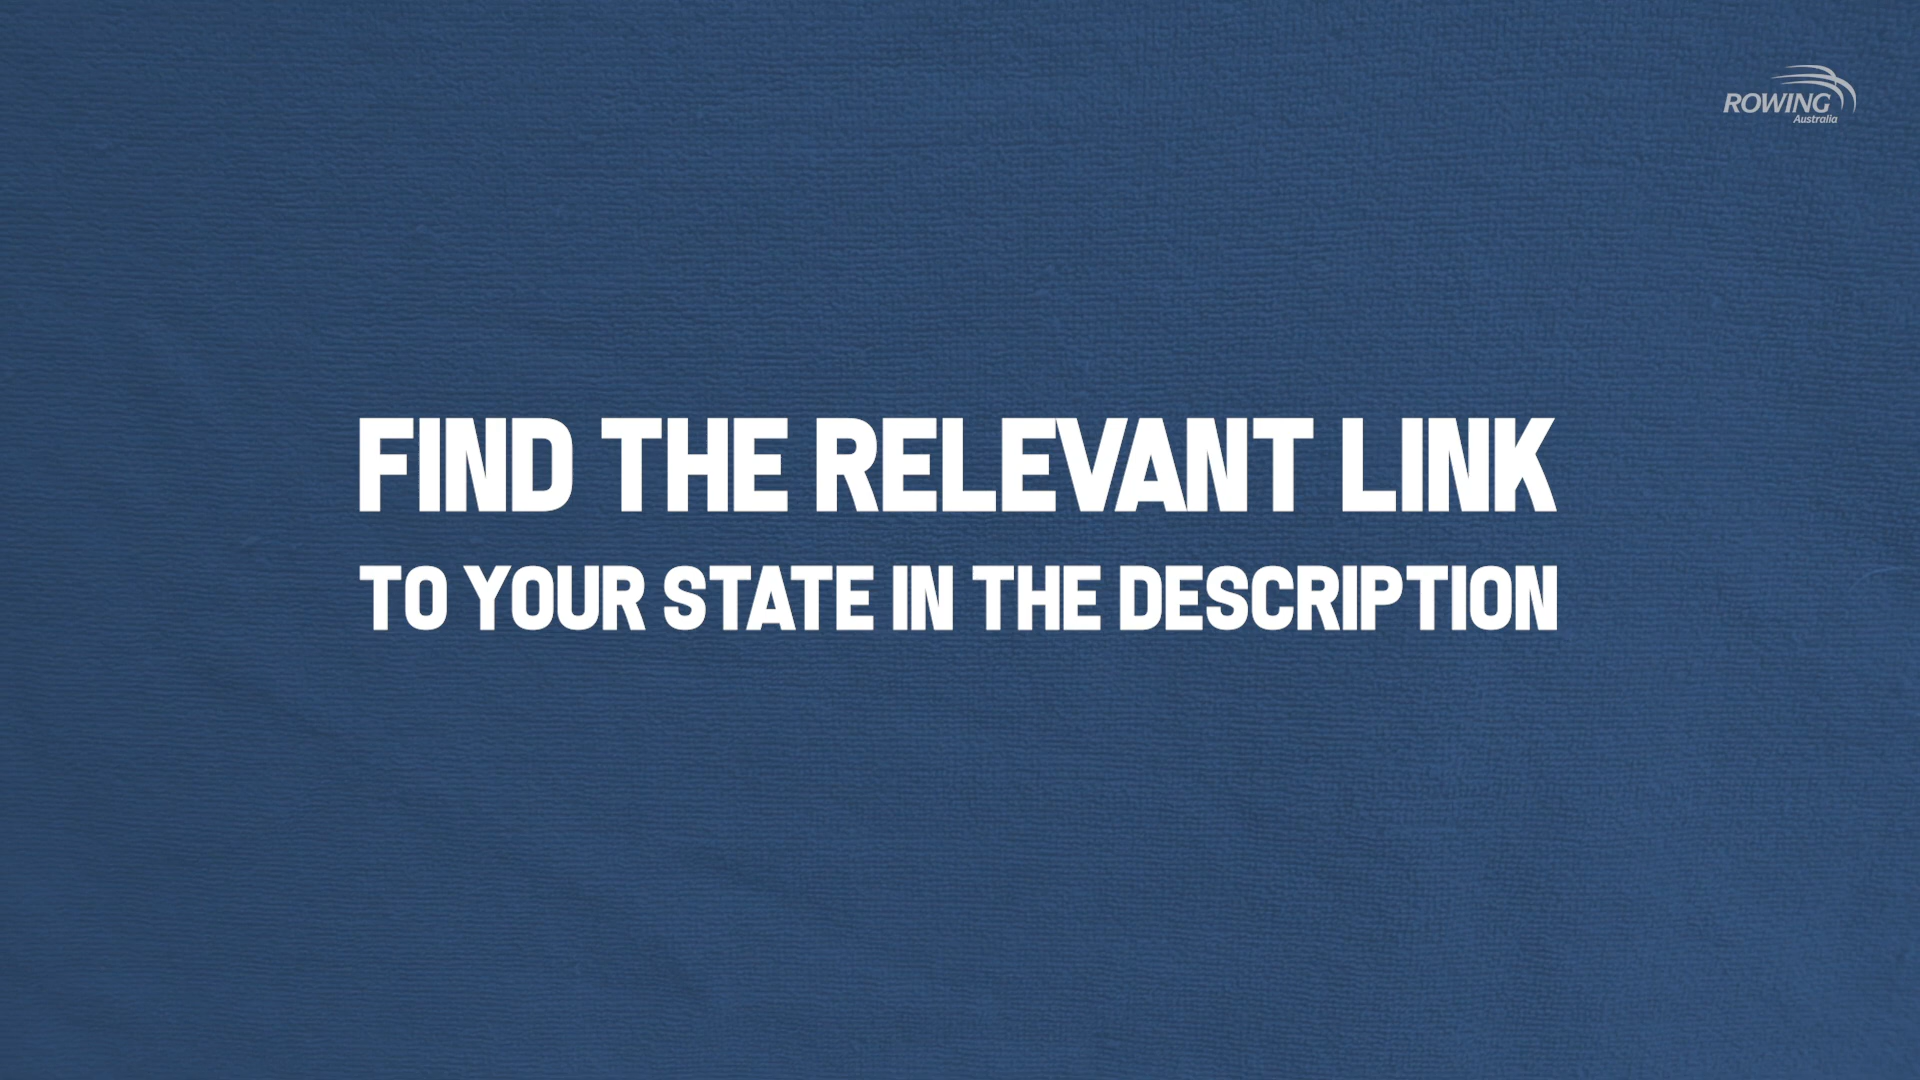 ROWING
Australia
FIND THE RELEVANT LINK
TO YOUR STATE IN THE DESCRIPTION